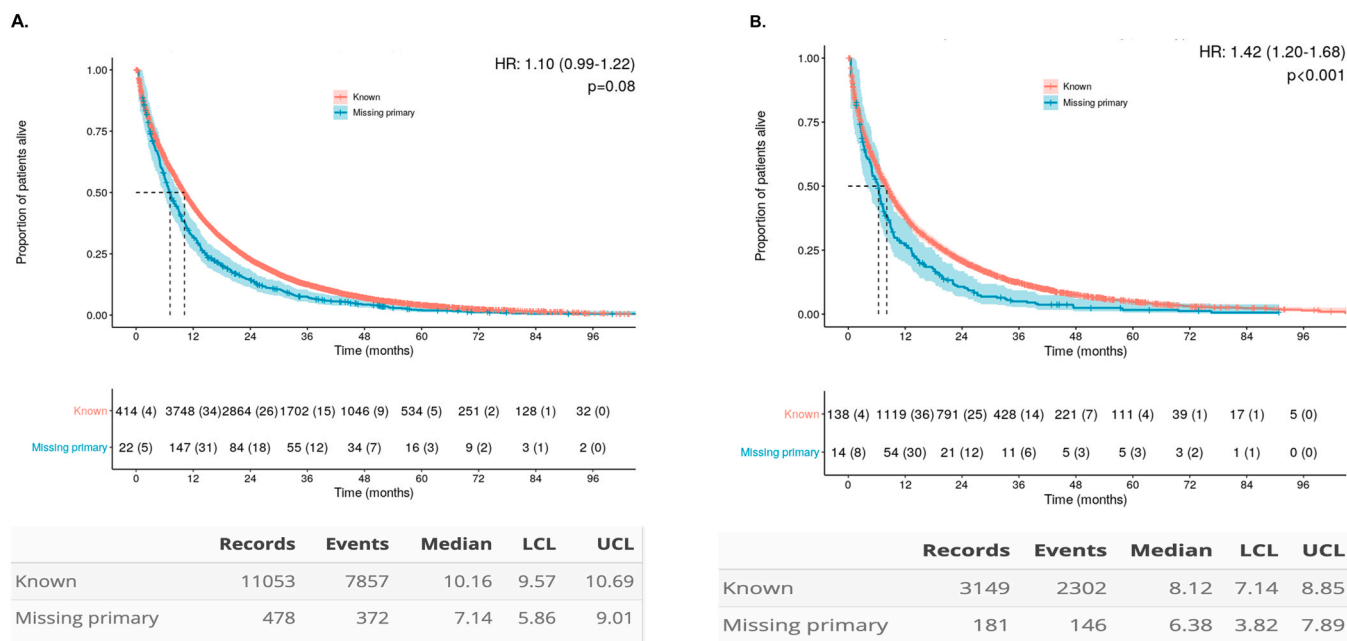 A.
HR: 1.10 (0.99-1.22)
p=0.08
Known
Missing primary
Proportion of patients alive
1.00
0.75
0.50
0.25
0.00
0 12 24 36 48 60 72 84 96
Time (months)
Known 414 (4) 3748 (34) 2864 (26) 1702 (15) 1046 (9) 534 (5) 251 (2) 128 (1) 32 (0)
Missing primary 22 (5) 147 (31) 84 (18) 55 (12) 34 (7) 16 (3) 9 (2) 3 (1) 2 (0)
0 12 24 36 48 60 72 84 96
Time (months)
Records Events Median LCL UCL
Known 11053 7857 10.16 9.57 10.69
Missing primary 478 372 7.14 5.86 9.01
B.
HR: 1.42 (1.20-1.68)
p<0.001
Known
Missing primary
Proportion of patients alive
1.00
0.75
0.50
0.25
0.00
0 12 24 36 48 60 72 84 96
Time (months)
Known 138 (4) 1119 (36) 791 (25) 428 (14) 221 (7) 111 (4) 39 (1) 17 (1) 5 (0)
Missing primary 14 (8) 54 (30) 21 (12) 11 (6) 5 (3) 5 (3) 3 (2) 1 (1) 0 (0)
0 12 24 36 48 60 72 84 96
Time (months)
Records Events Median LCL UCL
Known 3149 2302 8.12 7.14 8.85
Missing primary 181 146 6.38 3.82 7.89